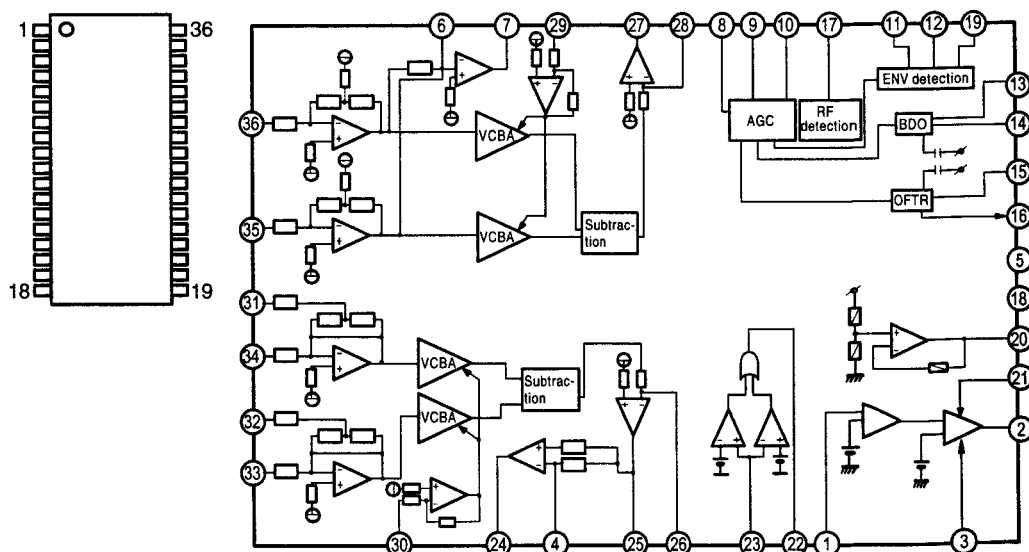 1 36
18 19
6 7 29 27 28 8 9 10 17 11 12 19
36
35
31
34
32
33
13
14
15
16
5
18
20
21
2
30 24 4 25 26 23 22 1 3
VCBA
VCBA
Subtrac-
tion
AGC
RF
detection
ENV detection
BDO
OFTR
VCBA
VCBA
Subtrac-
tion
- + - + - + + - + - - + - + - + + - + - + - - + + - + -